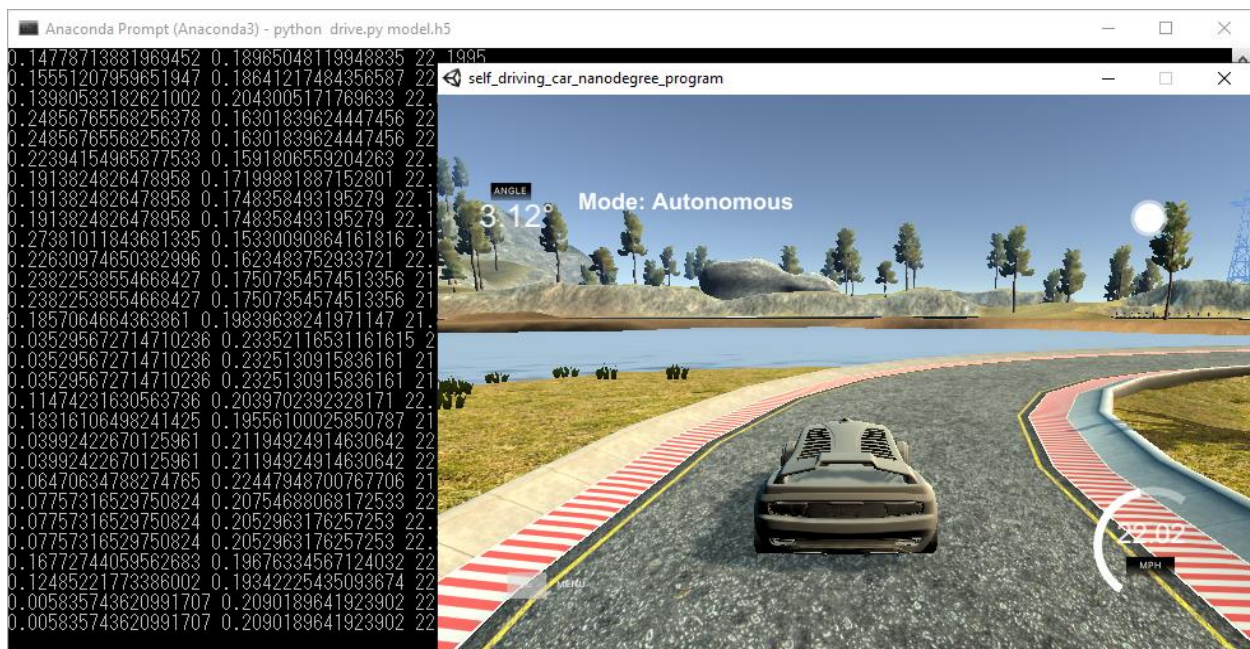 Anaconda Prompt (Anaconda3) - python drive.py model.h5
0.14778713881969452 0.18965048119948835 22.1995
0.15551207959651947 0.18641217484356587 22
0.13980533182621002 0.2043005171769633 22.
0.24856765568256378 0.16301839624447456 22
0.24856765568256378 0.16301839624447456 22
0.22394154965877533 0.1591806559204263 22.
0.1913824826478958 0.171998818871528​01 22.
0.1913824826478958 0.1748358493195279 22.1
0.1913824826478958 0.1748358493195279 22.1
0.27381011843681335 0.15330090864161816 21
0.22630974650382996 0.1623483752933721 22.
0.23822538554668427 0.17507354574513356 21
0.23822538554668427 0.17507354574513356 21
0.1857064664363861 0.19839638241971147 21.
0.0352956727147102​36 0.23352116531161615 2
0.035295672714710236 0.2325130915836161 21
0.035295672714710236 0.2325130915836161 21
0.11474231630563736 0.2039702392328171 22.
0.18316106498241425 0.19556100025850787 21
0.03992422670125961 0.21194924914630642 22
0.03992422670125961 0.21194924914630642 22
0.06470634788274765 0.22447948700767706 21
0.07757316529750824 0.20754688068172533 22
0.07757316529750824 0.2052963176257253 22.
0.07757316529750824 0.2052963176257253 22.
0.16772744059562683 0.19676334567124032 22
0.12485221773386002 0.19342225435093674 22
0.005835743620991707 0.2090189641923902 22
0.005835743620991707 0.2090189641923902 22
self_driving_car_nanodegree_program
ANGLE
3.12°
Mode: Autonomous
22.02
MPH
MENU